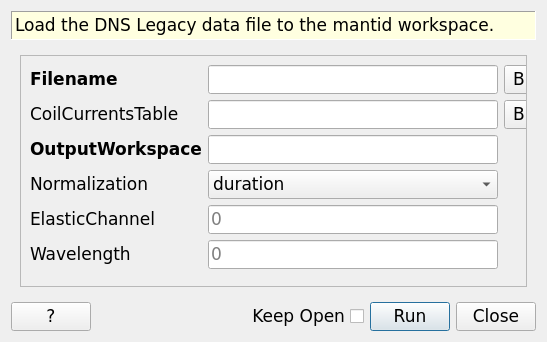 Load the DNS Legacy data file to the mantid workspace.
Filename B
CoilCurrentsTable B
OutputWorkspace
Normalization duration
ElasticChannel 0
Wavelength 0
? Keep Open Run Close